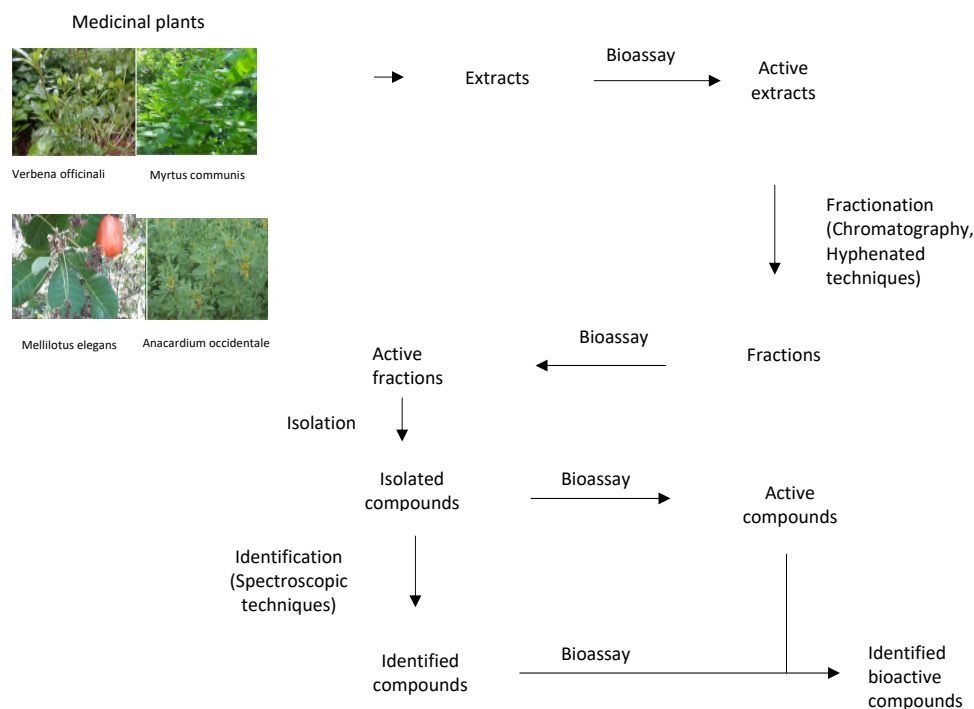 Medicinal plants
Verbena officinali
Myrtus communis
Mellilotus elegans
Anacardium occidentale
Extracts
Bioassay
Active
extracts
Fractionation
(Chromatography,
Hyphenated
techniques)
Fractions
Bioassay
Active
fractions
Isolation
Isolated
compounds
Bioassay
Active
compounds
Identification
(Spectroscopic
techniques)
Identified
compounds
Bioassay
Identified
bioactive
compounds